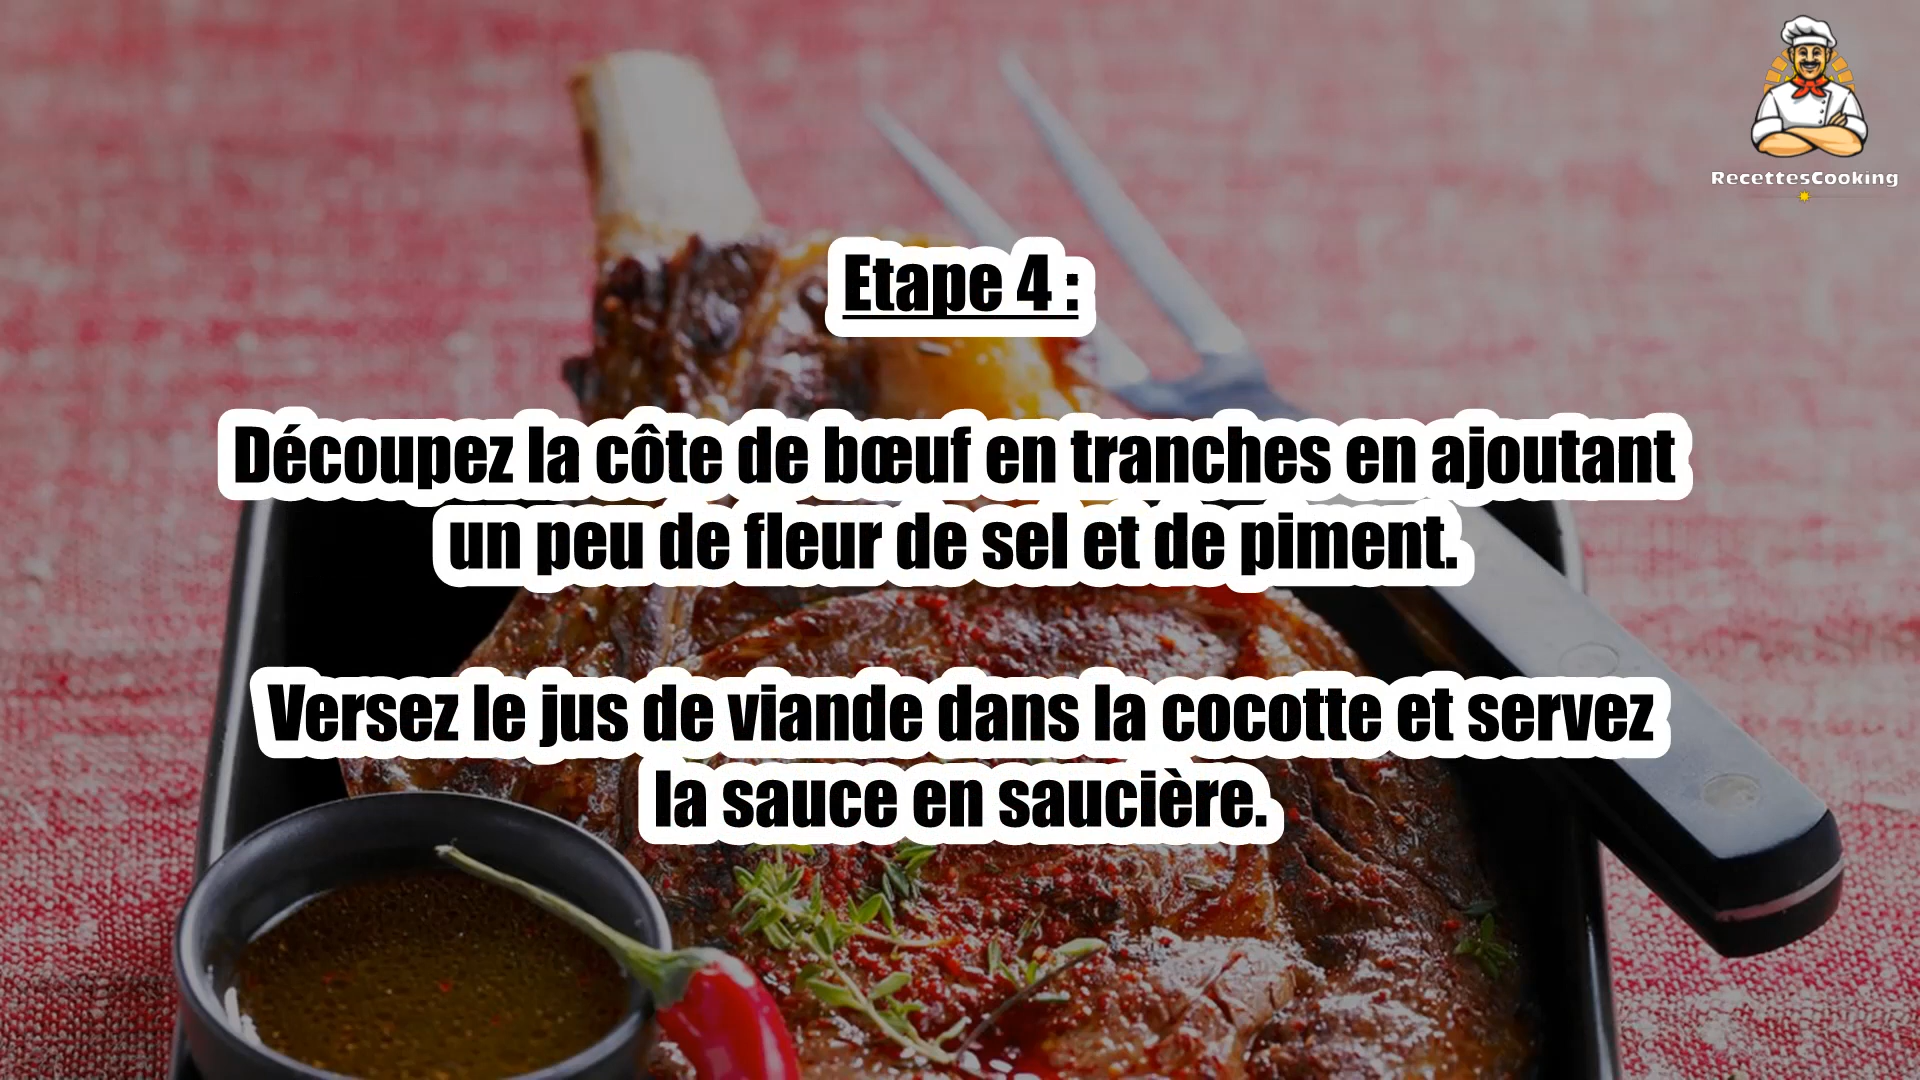 RecettesCooking
Etape 4 :
Découpez la côte de bœuf en tranches en ajoutant
un peu de fleur de sel et de piment.
Versez le jus de viande dans la cocotte et servez
la sauce en saucière.